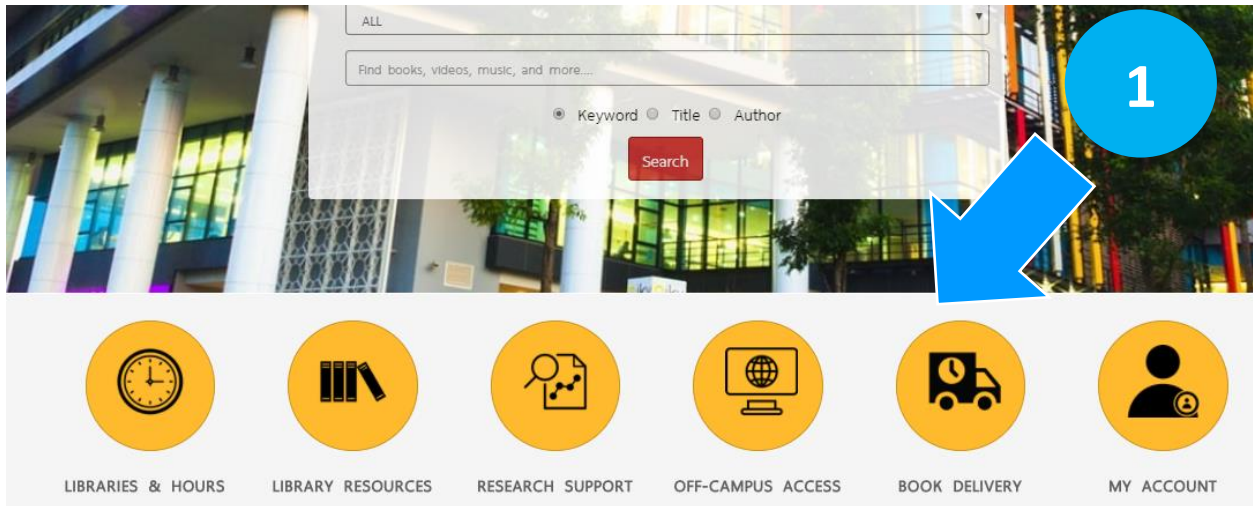 ALL
Find books, videos, music, and more....
Keyword Title Author
Search
1
LIBRARIES & HOURS LIBRARY RESOURCES RESEARCH SUPPORT OFF-CAMPUS ACCESS BOOK DELIVERY MY ACCOUNT